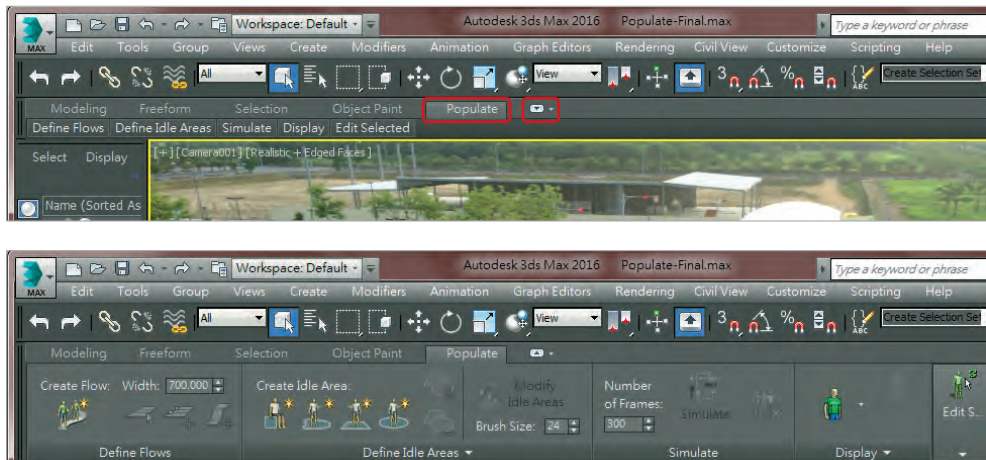 Workspace: Default Autodesk 3ds Max 2016 Populate-Final.max Type a keyword or phrase
MAX Edit Tools Group Views Create Modifiers Animation Graph Editors Rendering Civil View Customize Scripting Help
All View 3 % ABC Create Selection Set
Modeling Freeform Selection Object Paint Populate
Define Flows Define Idle Areas Simulate Display Edit Selected
Select Display [+] [Camera001] [Realistic + Edged Faces]
Name (Sorted As
Workspace: Default Autodesk 3ds Max 2016 Populate-Final.max Type a keyword or phrase
MAX Edit Tools Group Views Create Modifiers Animation Graph Editors Rendering Civil View Customize Scripting Help
All View 3 % ABC Create Selection Set
Modeling Freeform Selection Object Paint Populate
Create Flow: Width: 700.000 Create Idle Area: Modify Idle Areas Number of Frames: Simulate
Brush Size: 24 300 Edit S...
Define Flows Define Idle Areas Simulate Display